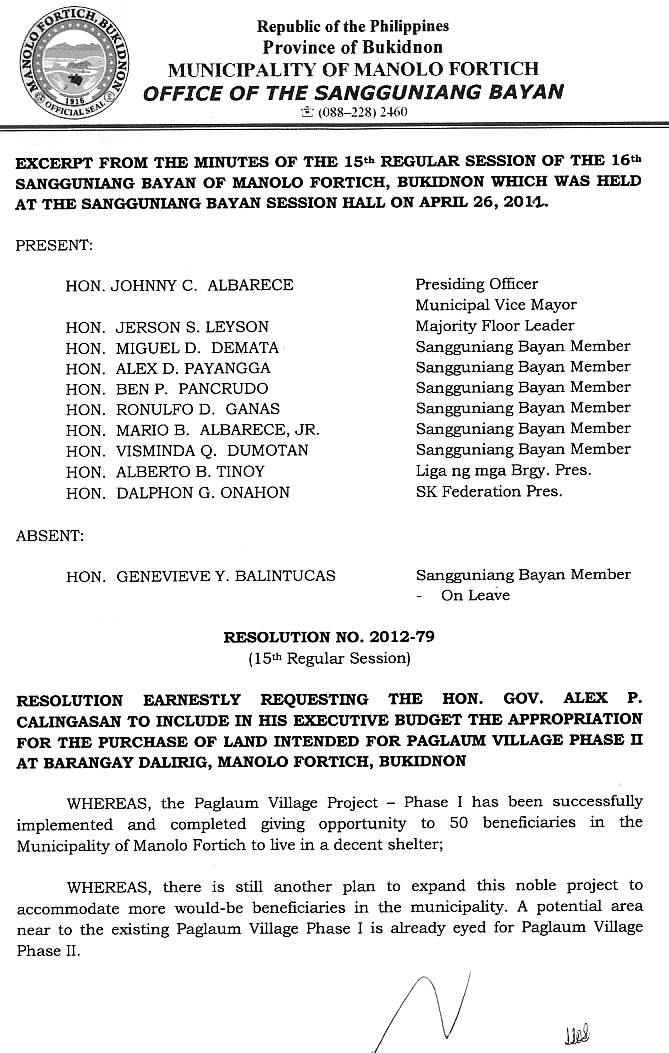 MANOLO FORTICH, BUKIDNON
1916
OFFICIAL SEAL
Republic of the Philippines
Province of Bukidnon
MUNICIPALITY OF MANOLO FORTICH
OFFICE OF THE SANGGUNIANG BAYAN
☏ (088–228) 2460
EXCERPT FROM THE MINUTES OF THE 15th REGULAR SESSION OF THE 16th
SANGGUNIANG BAYAN OF MANOLO FORTICH, BUKIDNON WHICH WAS HELD
AT THE SANGGUNIANG BAYAN SESSION HALL ON APRIL 26, 201
PRESENT:
HON. JOHNNY C. ALBARECE Presiding Officer
Municipal Vice Mayor
HON. JERSON S. LEYSON Majority Floor Leader
HON. MIGUEL D. DEMATA Sangguniang Bayan Member
HON. ALEX D. PAYANGGA Sangguniang Bayan Member
HON. BEN P. PANCRUDO Sangguniang Bayan Member
HON. RONULFO D. GANAS Sangguniang Bayan Member
HON. MARIO B. ALBARECE, JR. Sangguniang Bayan Member
HON. VISMINDA Q. DUMOTAN Sangguniang Bayan Member
HON. ALBERTO B. TINOY Liga ng mga Brgy. Pres.
HON. DALPHON G. ONAHON SK Federation Pres.
ABSENT:
HON. GENEVIEVE Y. BALINTUCAS Sangguniang Bayan Member
- On Leave
RESOLUTION NO. 2012-79
(15th Regular Session)
RESOLUTION EARNESTLY REQUESTING THE HON. GOV. ALEX P.
CALINGASAN TO INCLUDE IN HIS EXECUTIVE BUDGET THE APPROPRIATION
FOR THE PURCHASE OF LAND INTENDED FOR PAGLAUM VILLAGE PHASE II
AT BARANGAY DALIRIG, MANOLO FORTICH, BUKIDNON
WHEREAS, the Paglaum Village Project – Phase I has been successfully
implemented and completed giving opportunity to 50 beneficiaries in the
Municipality of Manolo Fortich to live in a decent shelter;
WHEREAS, there is still another plan to expand this noble project to
accommodate more would-be beneficiaries in the municipality. A potential area
near to the existing Paglaum Village Phase I is already eyed for Paglaum Village
Phase II.